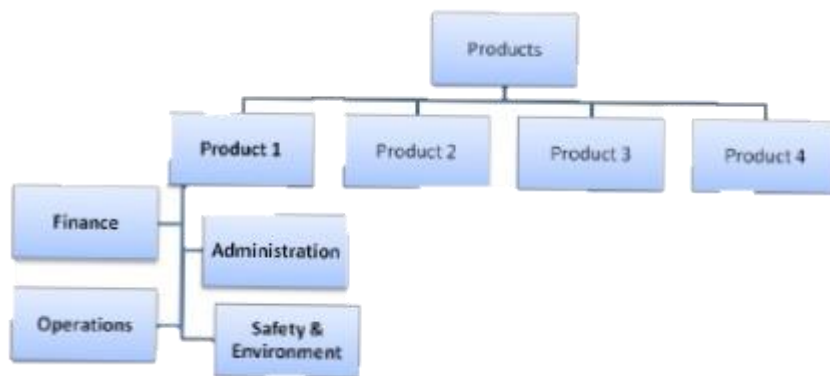 Products
Product 1
Product 2
Product 3
Product 4
Finance
Administration
Operations
Safety &
Environment